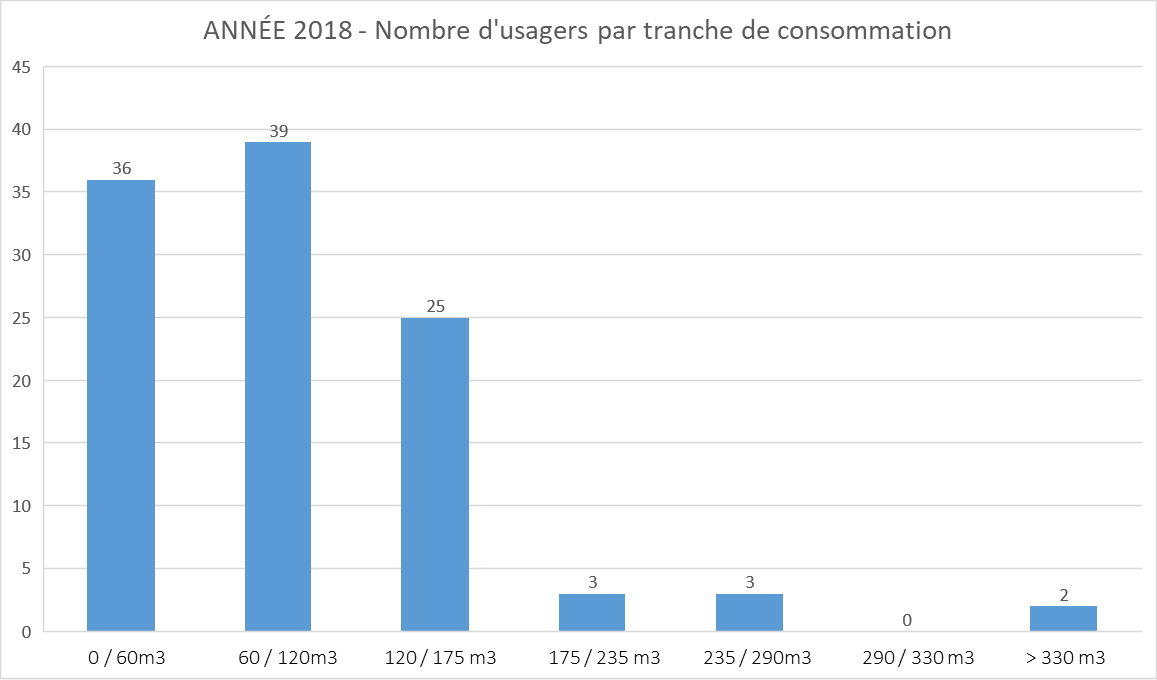 ANNÉE 2018 - Nombre d'usagers par tranche de consommation
45
40
35
30
25
20
15
10
5
0
36
39
25
3
3
0
2
0 / 60m3
60 / 120m3
120 / 175 m3
175 / 235 m3
235 / 290m3
290 / 330 m3
> 330 m3